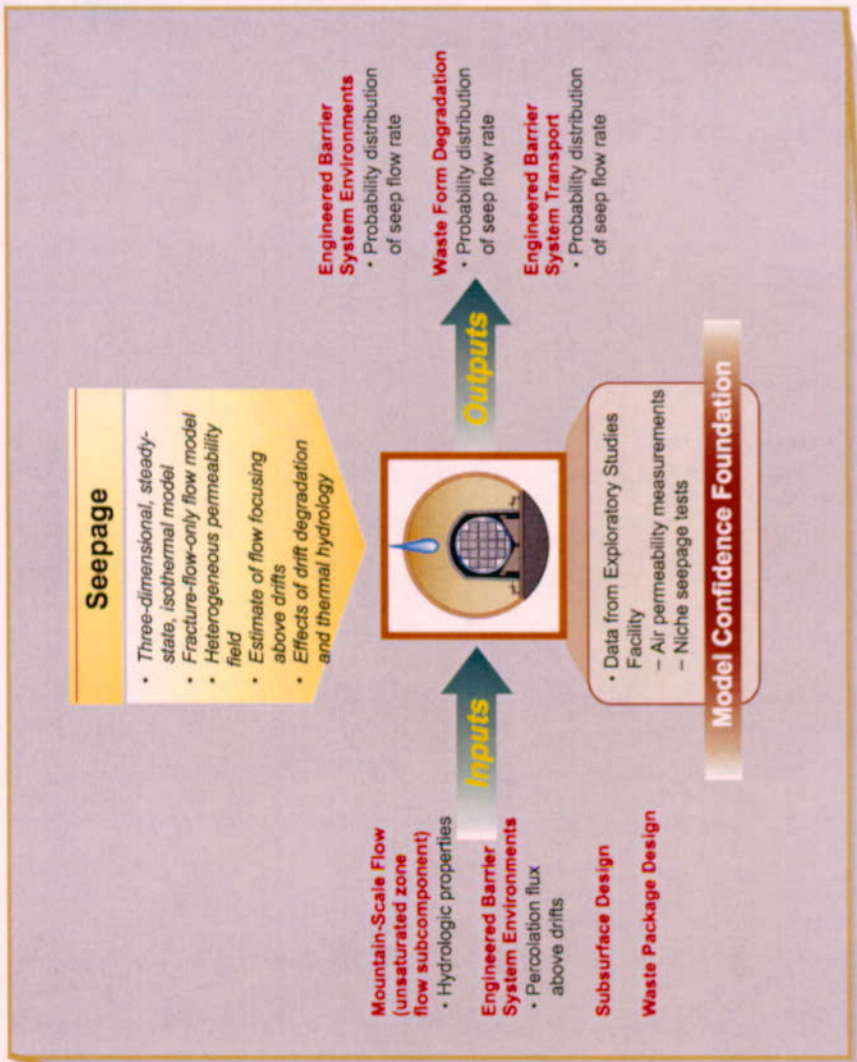 Seepage
• Three-dimensional, steady-
state, isothermal model
• Fracture-flow-only flow model
• Heterogeneous permeability
field
• Estimate of flow focusing
above drifts
• Effects of drift degradation
and thermal hydrology
Mountain-Scale Flow
(unsaturated zone
flow subcomponent)
• Hydrologic properties
Engineered Barrier
System Environments
• Percolation flux
above drifts
Subsurface Design
Waste Package Design
Inputs
Outputs
Engineered Barrier
System Environments
• Probability distribution
of seep flow rate
Waste Form Degradation
• Probability distribution
of seep flow rate
Engineered Barrier
System Transport
• Probability distribution
of seep flow rate
• Data from Exploratory Studies
Facility
– Air permeability measurements
– Niche seepage tests
Model Confidence Foundation